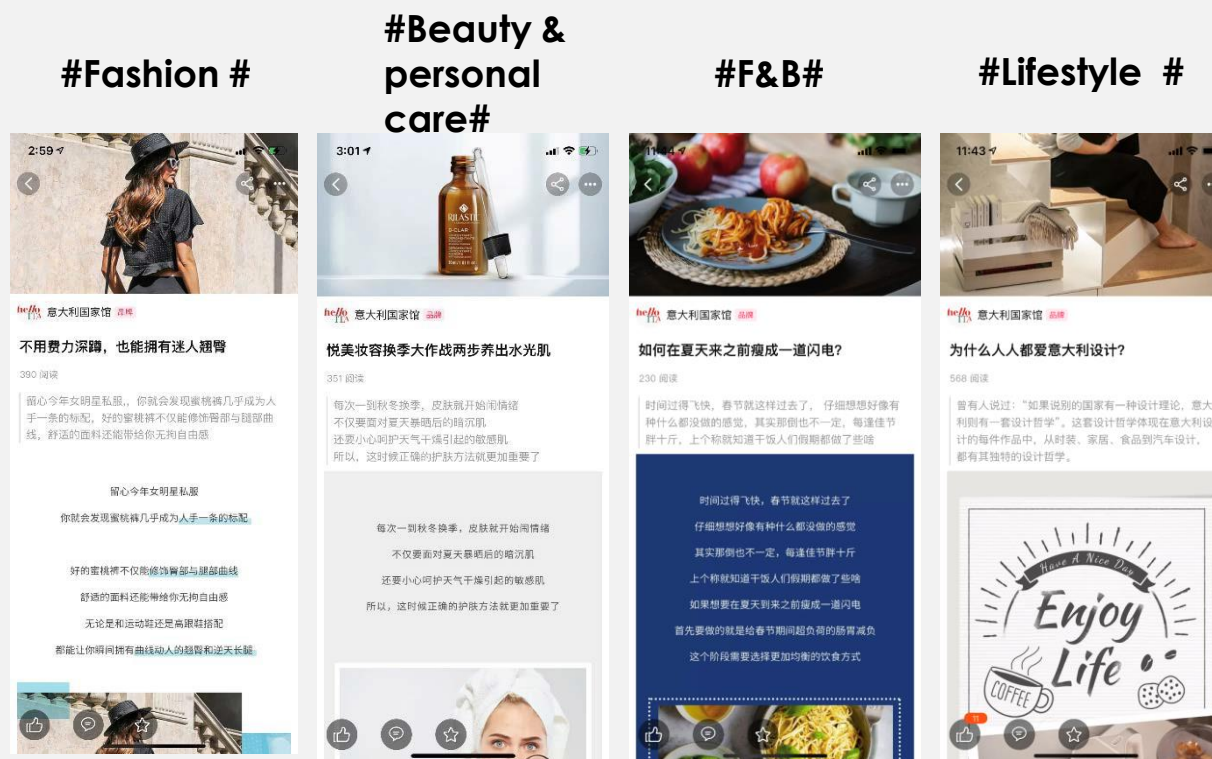 #Fashion #
#Beauty &
personal
care#
#F&B#
#Lifestyle #
2:59
hello
ITA
意大利国家馆 品牌
不用费力深蹲，也能拥有迷人翘臀
390 阅读
留心今年女明星私服,，你就会发现蜜桃裤几乎成为人
手一条的标配，好的蜜桃裤不仅能修饰臀部与腿部曲
线，舒适的面料还能带给你无拘自由感
留心今年女明星私服
你就会发现蜜桃裤几乎成为人手一条的标配
好的蜜桃裤不仅能修饰臀部与腿部曲线
舒适的面料还能带给你无拘自由感
无论是和运动鞋还是高跟鞋搭配
都能让你瞬间拥有曲线动人的翘臀和逆天长腿
3:01
RILASTIL
D-CLAR
hello
ITA
意大利国家馆 品牌
悦美妆容换季大作战两步养出水光肌
351 阅读
每次一到秋冬换季，皮肤就开始闹情绪
不仅要面对夏天暴晒后的暗沉肌
还要小心呵护天气干燥引起的敏感肌
所以，这时候正确的护肤方法就更加重要了
每次一到秋冬换季，皮肤就开始闹情绪
不仅要面对夏天暴晒后的暗沉肌
还要小心呵护天气干燥引起的敏感肌
所以，这时候正确的护肤方法就更加重要了
11:04
hello
ITA
意大利国家馆 品牌
如何在夏天来之前瘦成一道闪电?
230 阅读
时间过得飞快，春节就这样过去了， 仔细想想好像有
种什么都没做的感觉，其实那倒也不一定，每逢佳节
胖十斤，上个称就知道干饭人们假期都做了些啥
时间过得飞快，春节就这样过去了
仔细想想好像有种什么都没做的感觉
其实那倒也不一定，每逢佳节胖十斤
上个称就知道干饭人们假期都做了些啥
如果想要在夏天到来之前瘦成一道闪电
首先要做的就是给春节期间超负荷的肠胃减负
这个阶段需要选择更加均衡的饮食方式
11:43
hello
ITA
意大利国家馆 品牌
为什么人人都爱意大利设计?
568 阅读
曾有人说过：“如果说别的国家有一种设计理论，意大
利则有一套设计哲学”。这套设计哲学体现在意大利设
计的每件作品中，从时装、家居、食品到汽车设计，
都有其独特的设计哲学。
Have A Nice Day
Enjoy
Life
COFFEE
11